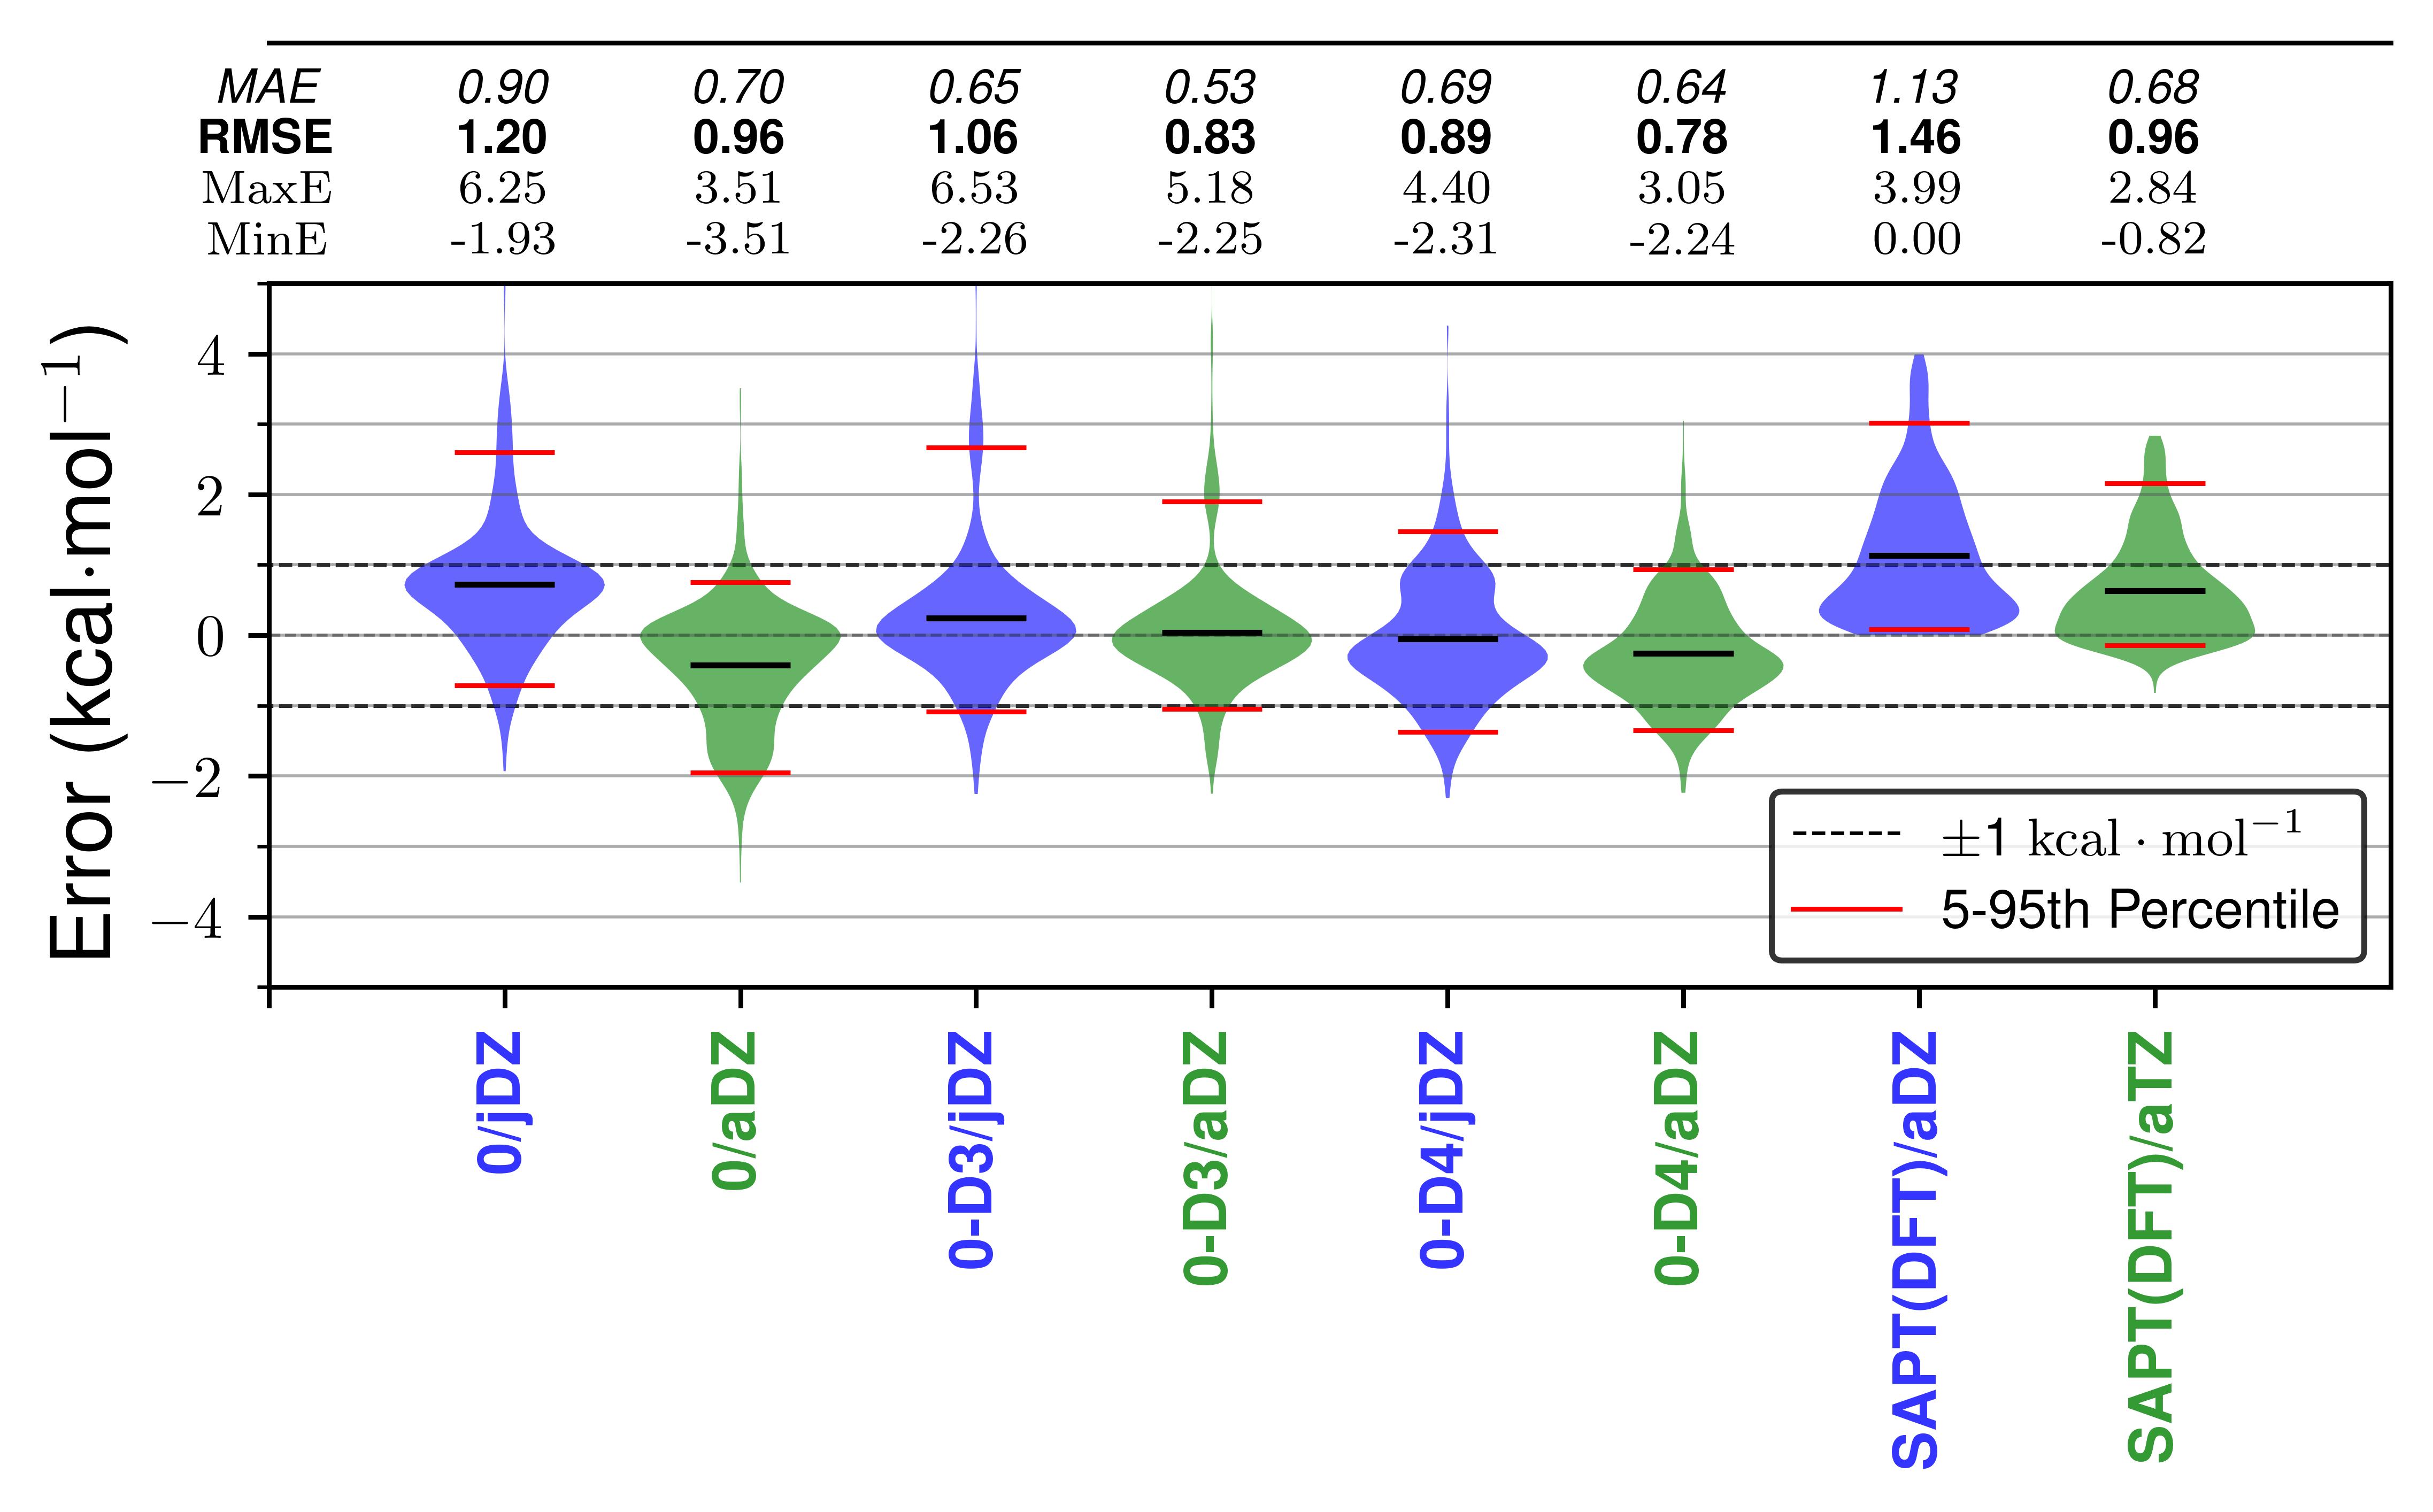 MAE 0.90 0.70 0.65 0.53 0.69 0.64 1.13 0.68
RMSE 1.20 0.96 1.06 0.83 0.89 0.78 1.46 0.96
MaxE 6.25 3.51 6.53 5.18 4.40 3.05 3.99 2.84
MinE -1.93 -3.51 -2.26 -2.25 -2.31 -2.24 0.00 -0.82
Error (kcal·mol⁻¹)
4
2
0
−2
−4
±1 kcal · mol⁻¹
5-95th Percentile
0/jDZ
0/aDZ
0-D3/jDZ
0-D3/aDZ
0-D4/jDZ
0-D4/aDZ
SAPT(DFT)/aDZ
SAPT(DFT)/aTZ